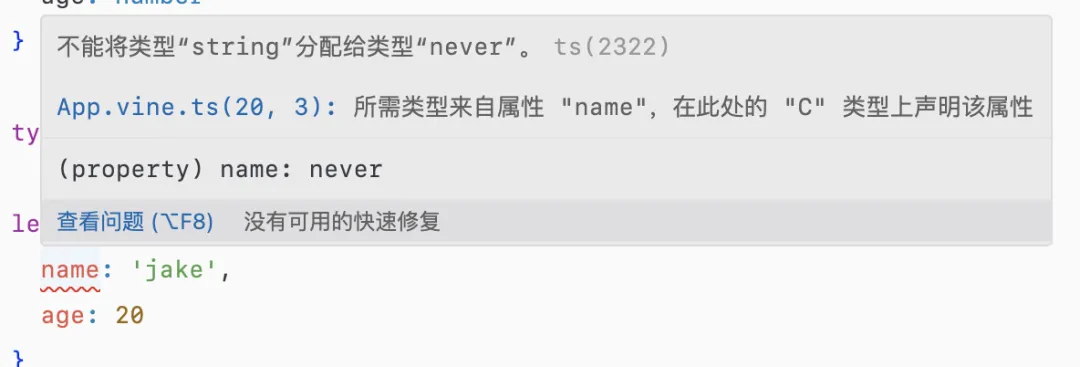 age: number
}
不能将类型“string”分配给类型“never”。 ts(2322)
App.vine.ts(20, 3): 所需类型来自属性 "name"，在此处的 "C" 类型上声明该属性
ty
(property) name: never
le
查看问题 (⌥F8) 没有可用的快速修复
name: 'jake',
age: 20
}